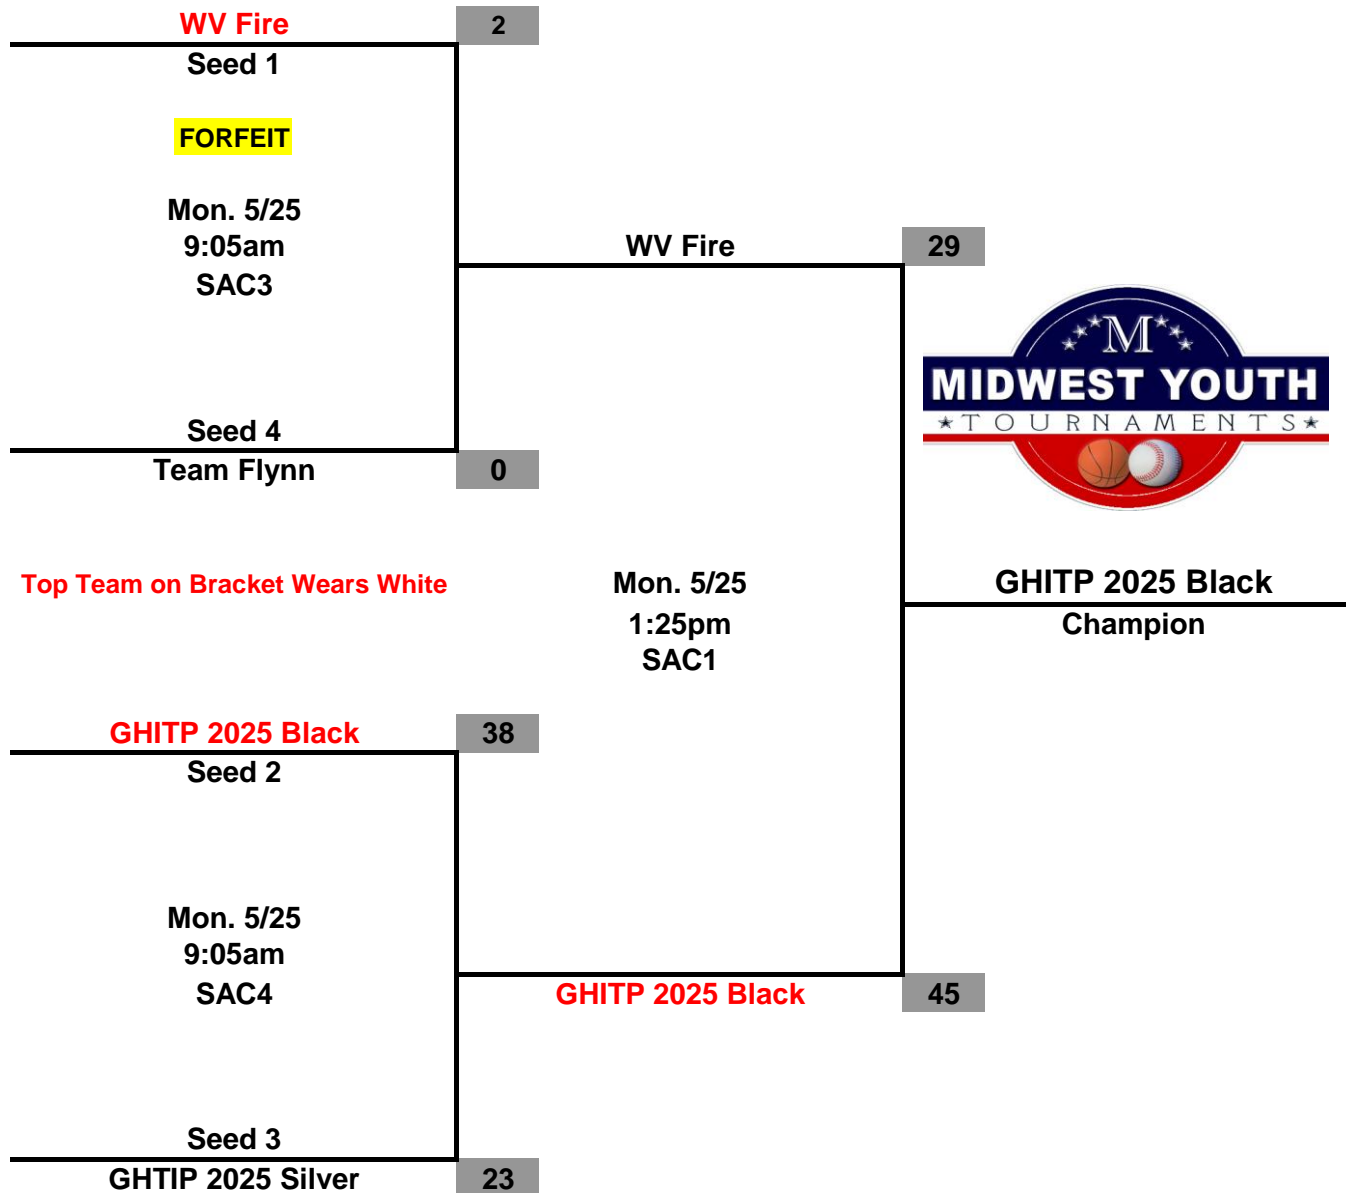 WV Fire
2
Seed 1
FORFEIT
Mon. 5/25
9:05am
SAC3
WV Fire
29
Seed 4
Team Flynn
0
M
MIDWEST YOUTH
TOURNAMENTS
Top Team on Bracket Wears White
Mon. 5/25
1:25pm
SAC1
GHITP 2025 Black
Champion
GHITP 2025 Black
38
Seed 2
Mon. 5/25
9:05am
SAC4
GHITP 2025 Black
45
Seed 3
GHTIP 2025 Silver
23